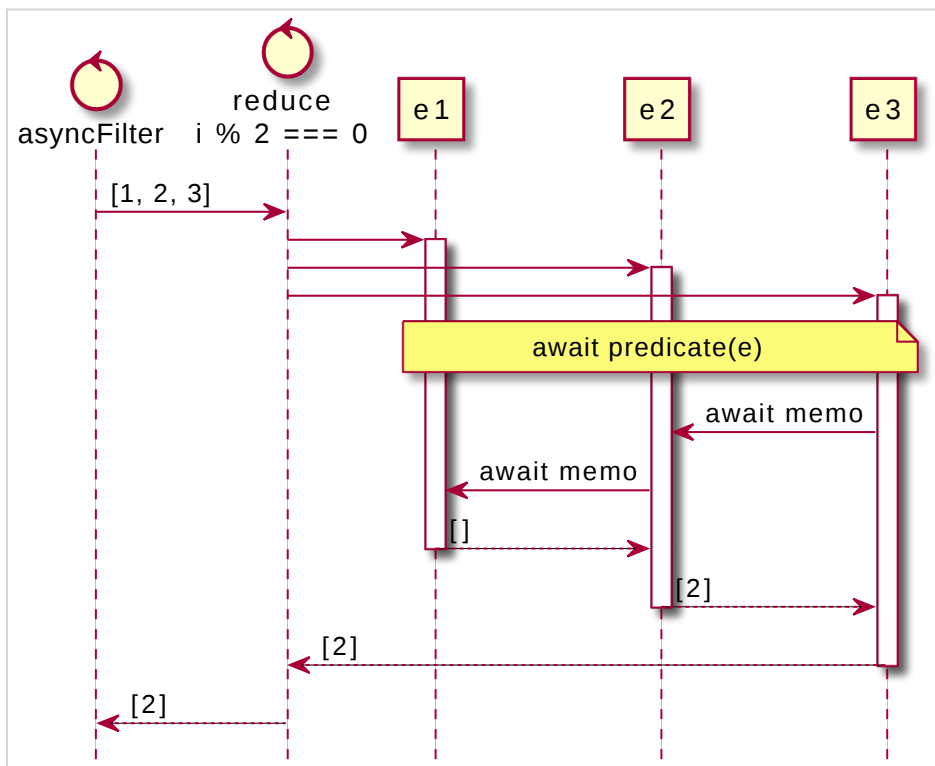 asyncFilter
reduce
i % 2 === 0
e1
e2
e3
[1, 2, 3]
await predicate(e)
await memo
await memo
[]
[2]
[2]
[2]